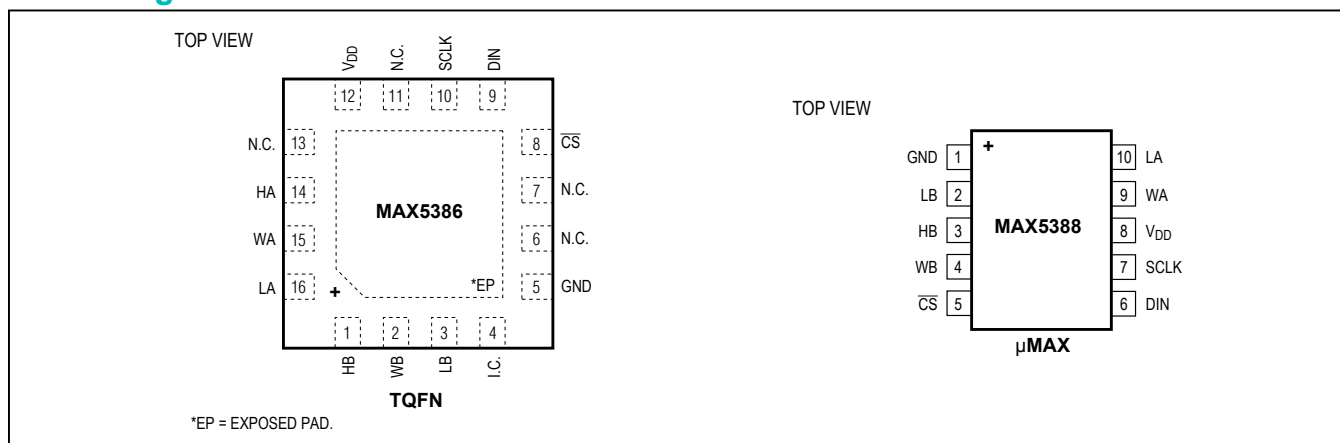 TOP VIEW
VDD
N.C.
SCLK
DIN
12
11
10
9
N.C. 13
HA 14
WA 15
LA 16
8 CS
7 N.C.
6 N.C.
5 GND
MAX5386
*EP
+
1
2
3
4
HB
WB
LB
I.C.
TQFN
*EP = EXPOSED PAD.
TOP VIEW
+
GND 1
LB 2
HB 3
WB 4
CS 5
MAX5388
10 LA
9 WA
8 VDD
7 SCLK
6 DIN
µMAX